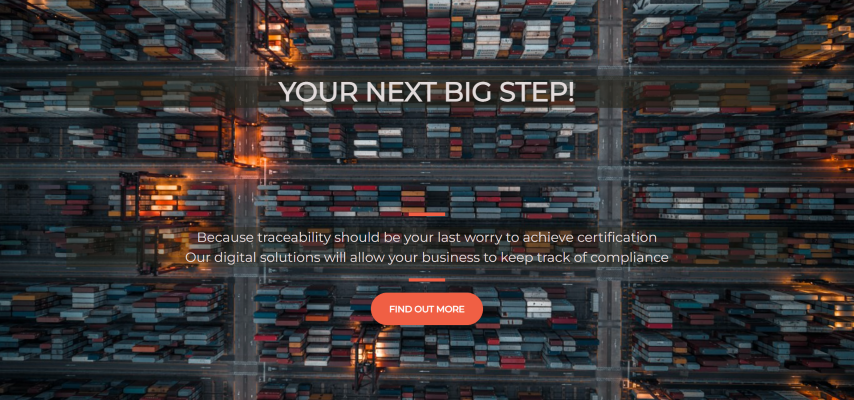 YOUR NEXT BIG STEP!
Because traceability should be your last worry to achieve certification
Our digital solutions will allow your business to keep track of compliance
FIND OUT MORE